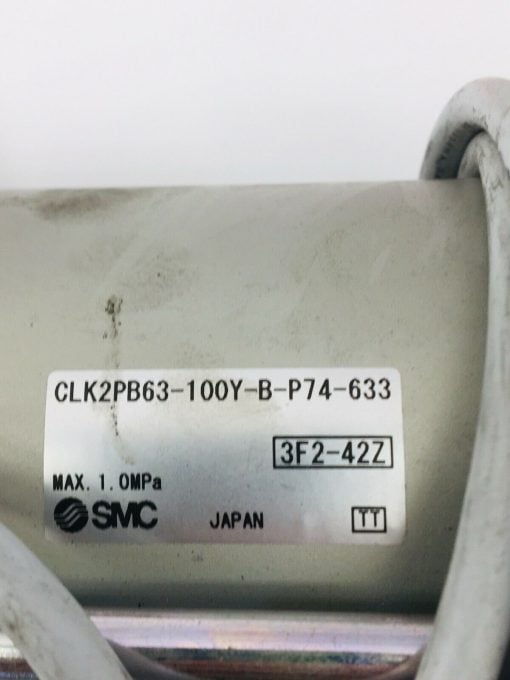 CLK2PB63-100Y-B-P74-633
3F2-42Z
MAX. 1.0MPa
SMC JAPAN TT